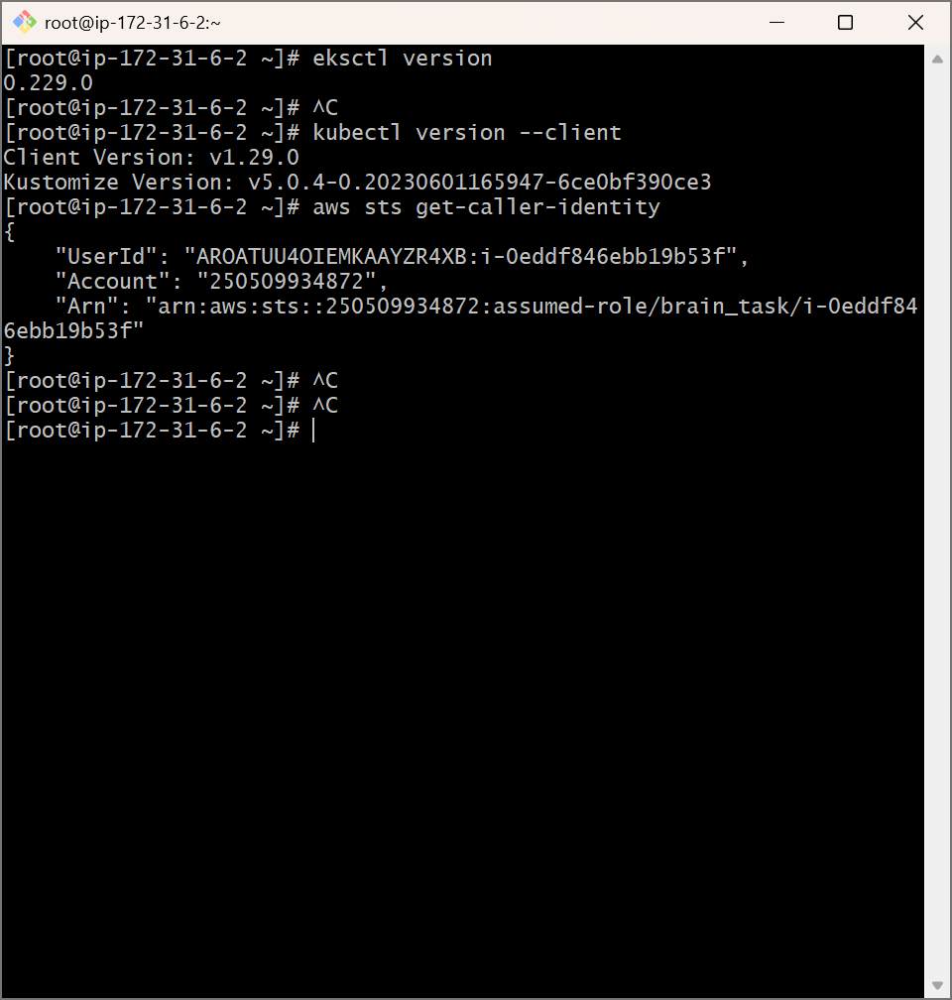 root@ip-172-31-6-2:~
[root@ip-172-31-6-2 ~]# eksctl version
0.229.0
[root@ip-172-31-6-2 ~]# ^C
[root@ip-172-31-6-2 ~]# kubectl version --client
Client Version: v1.29.0
Kustomize Version: v5.0.4-0.20230601165947-6ce0bf390ce3
[root@ip-172-31-6-2 ~]# aws sts get-caller-identity
{
    "UserId": "AROATUU4OIEMKAAYZR4XB:i-0eddf846ebb19b53f",
    "Account": "250509934872",
    "Arn": "arn:aws:sts::250509934872:assumed-role/brain_task/i-0eddf84
6ebb19b53f"
}
[root@ip-172-31-6-2 ~]# ^C
[root@ip-172-31-6-2 ~]# ^C
[root@ip-172-31-6-2 ~]#